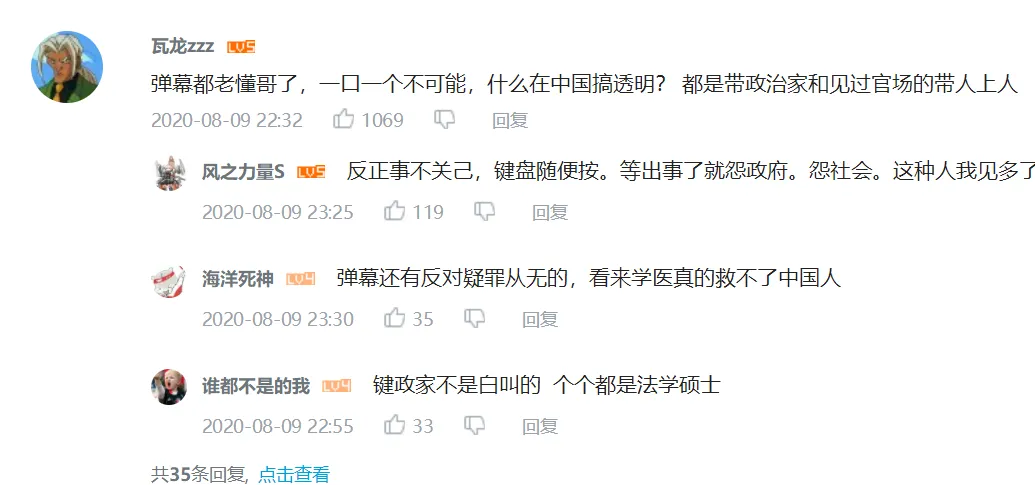 瓦龙zzz LV5
弹幕都老懂哥了，一口一个不可能，什么在中国搞透明？ 都是带政治家和见过官场的带人上人
2020-08-09 22:32 1069 回复
风之力量S LV5 反正事不关己，键盘随便按。等出事了就怨政府。怨社会。这种人我见多了
2020-08-09 23:25 119 回复
海洋死神 LV4 弹幕还有反对疑罪从无的，看来学医真的救不了中国人
2020-08-09 23:30 35 回复
谁都不是的我 LV4 键政家不是白叫的 个个都是法学硕士
2020-08-09 22:55 33 回复
共35条回复, 点击查看